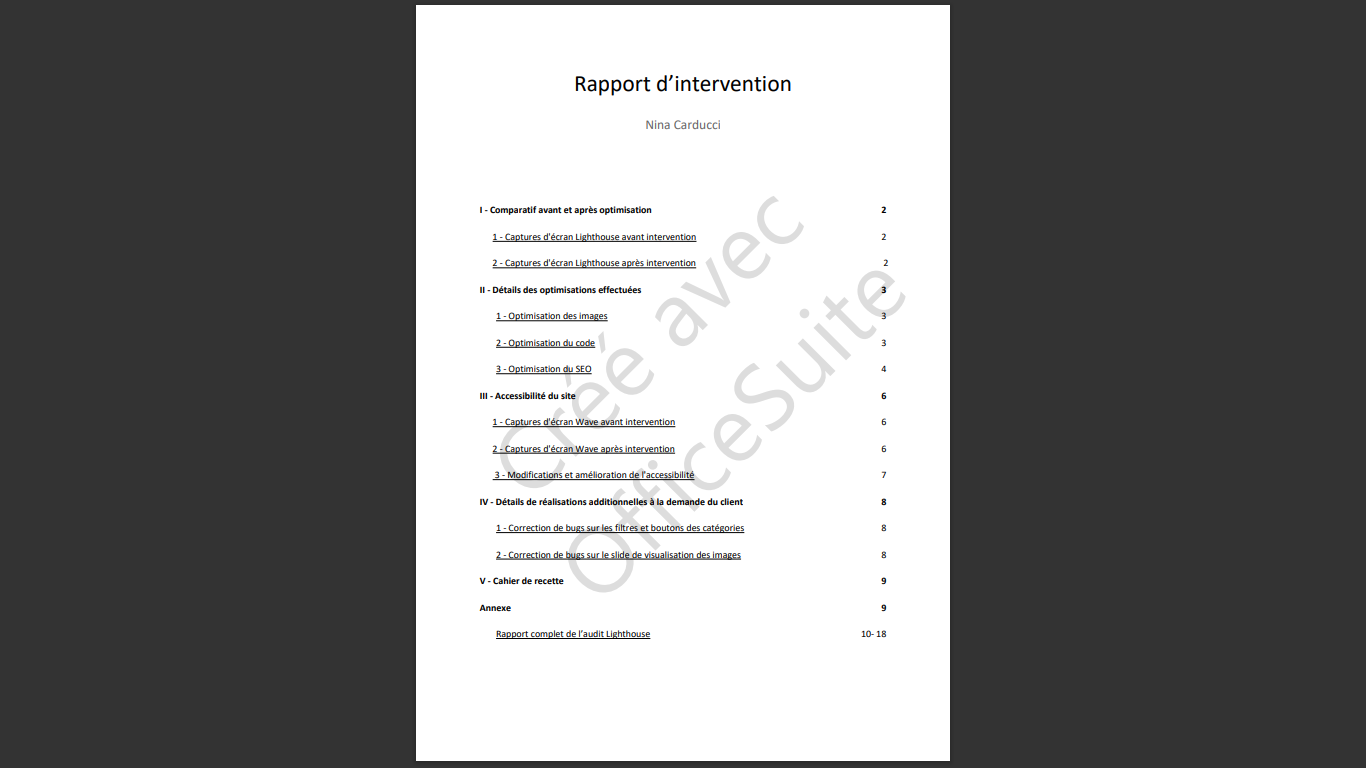 Rapport d’intervention
Nina Carducci
I - Comparatif avant et après optimisation 2
1 - Captures d'écran Lighthouse avant intervention 2
2 - Captures d'écran Lighthouse après intervention 2
II - Détails des optimisations effectuées 3
1 - Optimisation des images 3
2 - Optimisation du code 3
3 - Optimisation du SEO 4
III - Accessibilité du site 6
1 - Captures d'écran Wave avant intervention 6
2 - Captures d'écran Wave après intervention 6
3 - Modifications et amélioration de l'accessibilité 7
IV - Détails de réalisations additionnelles à la demande du client 8
1 - Correction de bugs sur les filtres et boutons des catégories 8
2 - Correction de bugs sur le slide de visualisation des images 8
V - Cahier de recette 9
Annexe 9
Rapport complet de l’audit Lighthouse 10- 18
Créé avec
OfficeSuite